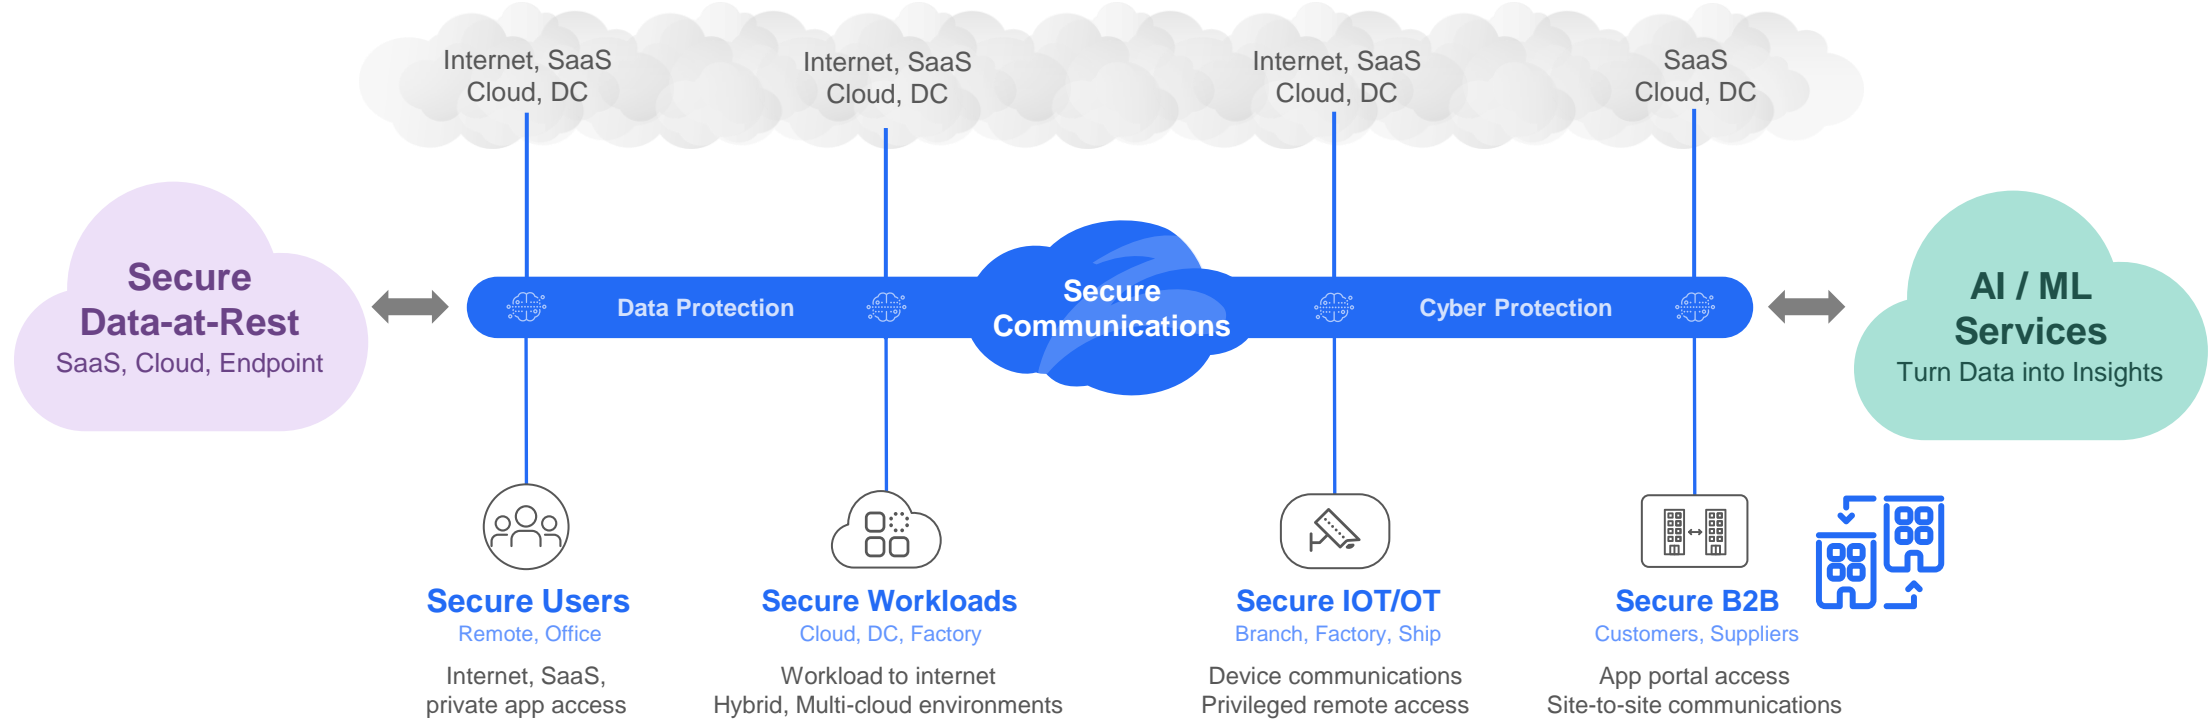 Internet, SaaS
Cloud, DC
Internet, SaaS
Cloud, DC
Internet, SaaS
Cloud, DC
SaaS
Cloud, DC
Secure
Data-at-Rest
SaaS, Cloud, Endpoint
Data Protection
Secure
Communications
Cyber Protection
AI / ML
Services
Turn Data into Insights
Secure Users
Remote, Office
Internet, SaaS,
private app access
Secure Workloads
Cloud, DC, Factory
Workload to internet
Hybrid, Multi-cloud environments
Secure IOT/OT
Branch, Factory, Ship
Device communications
Privileged remote access
Secure B2B
Customers, Suppliers
App portal access
Site-to-site communications